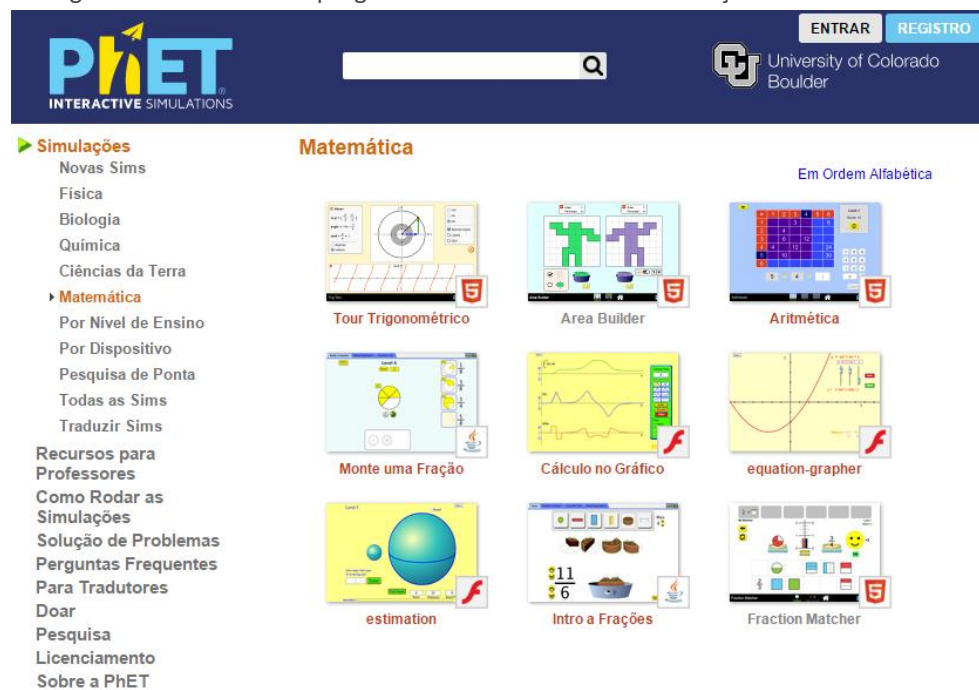 ENTRAR REGISTRO
PhET
INTERACTIVE SIMULATIONS
University of Colorado
Boulder
Simulações
Novas Sims
Física
Biologia
Química
Ciências da Terra
Matemática
Por Nível de Ensino
Por Dispositivo
Pesquisa de Ponta
Todas as Sims
Traduzir Sims
Recursos para
Professores
Como Rodar as
Simulações
Solução de Problemas
Perguntas Frequentes
Para Tradutores
Doar
Pesquisa
Licenciamento
Sobre a PhET
Matemática
Em Ordem Alfabética
Tour Trigonométrico
Area Builder
Aritmética
Monte uma Fração
Cálculo no Gráfico
equation-grapher
11
6
estimation
Intro a Frações
Fraction Matcher